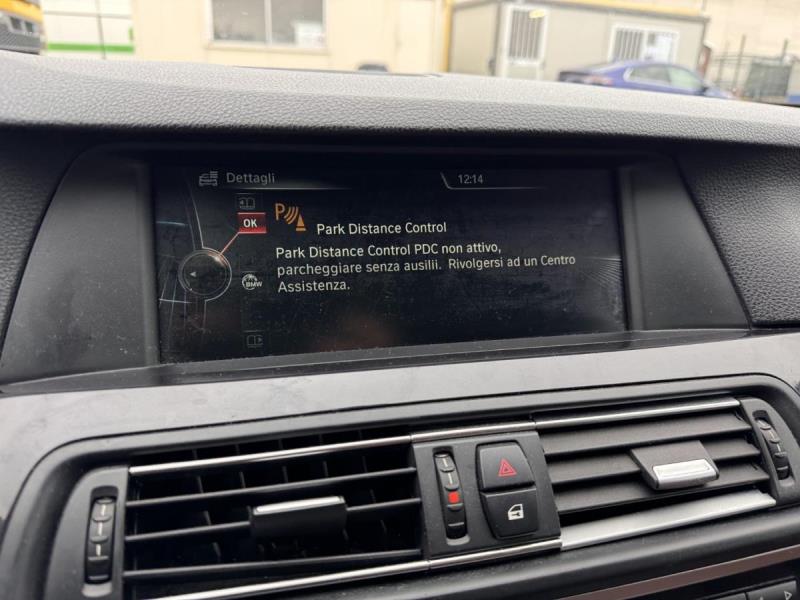 Dettagli
12:14
OK
P
Park Distance Control
Park Distance Control PDC non attivo,
parcheggiare senza ausilii. Rivolgersi ad un Centro
Assistenza.
BMW